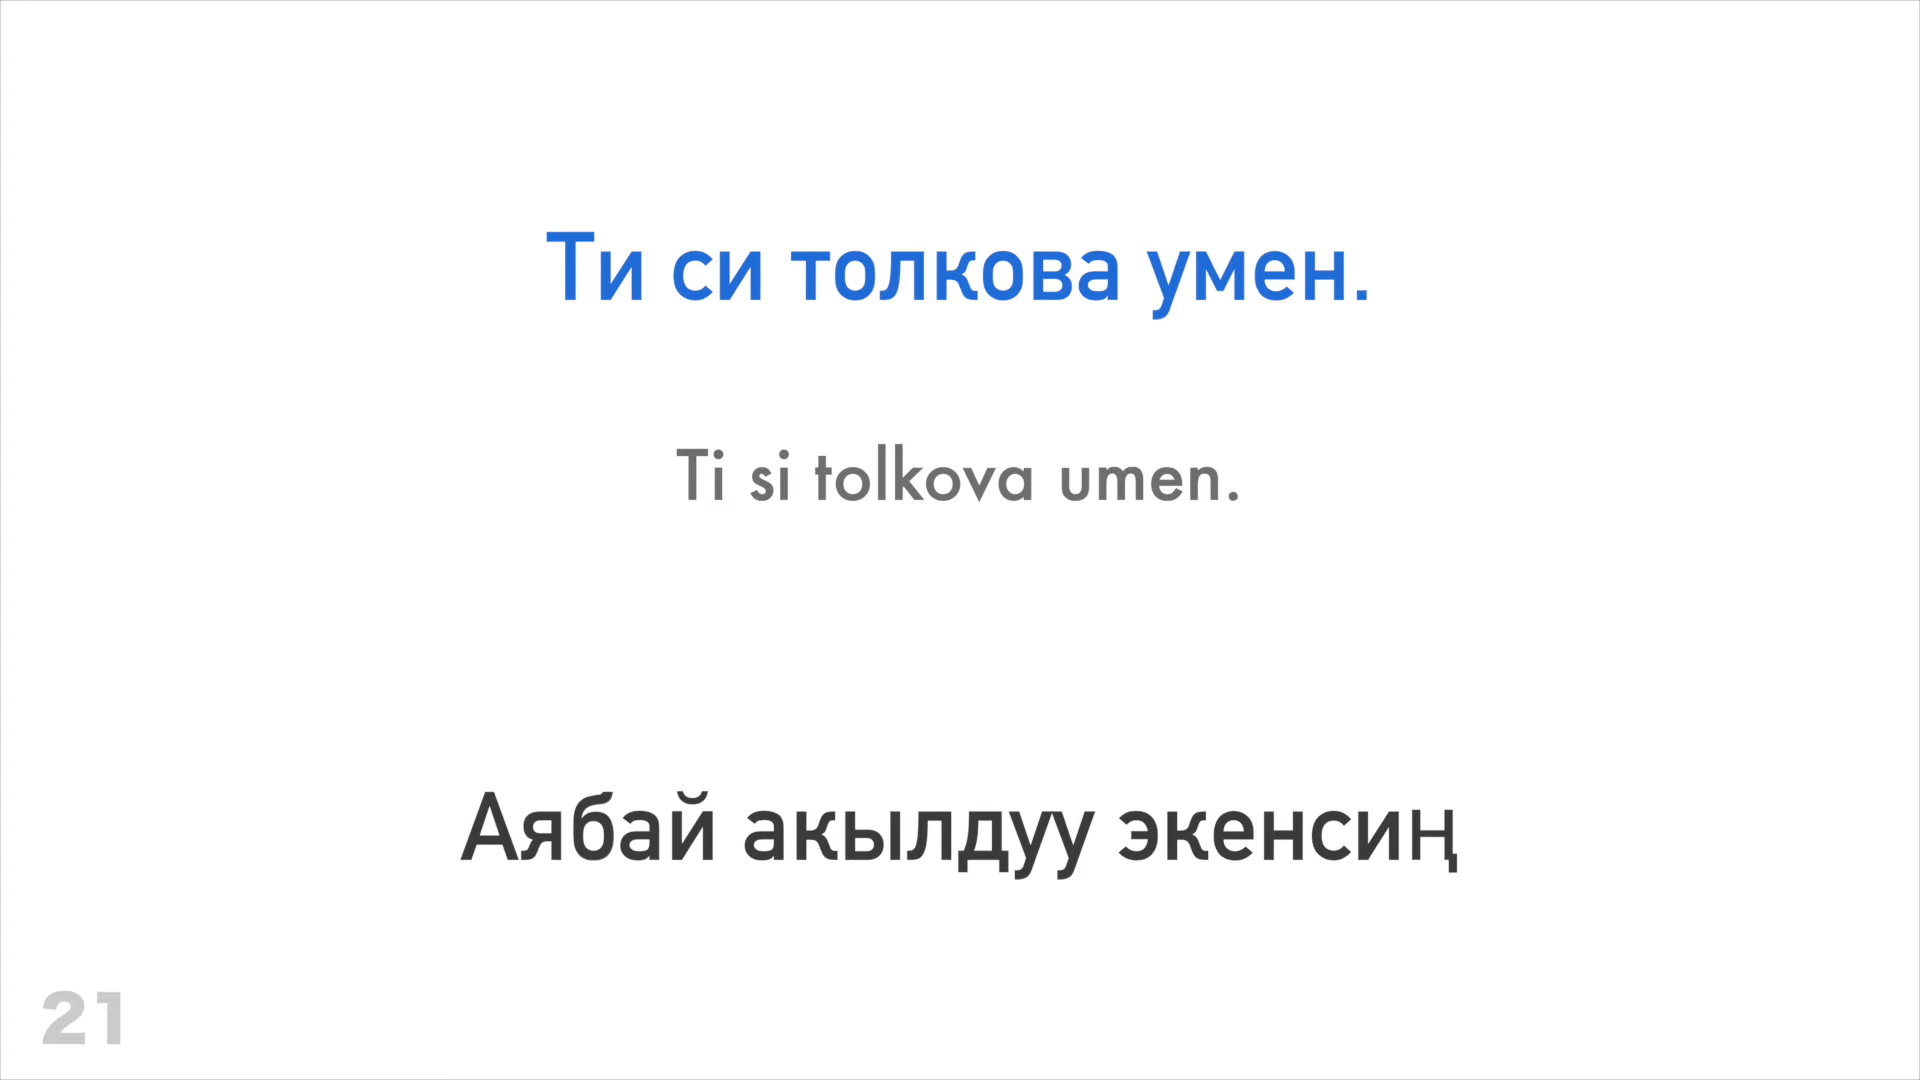 Ти си толкова умен.
Ti si tolkova umen.
Аябай акылдуу экенсиң
21